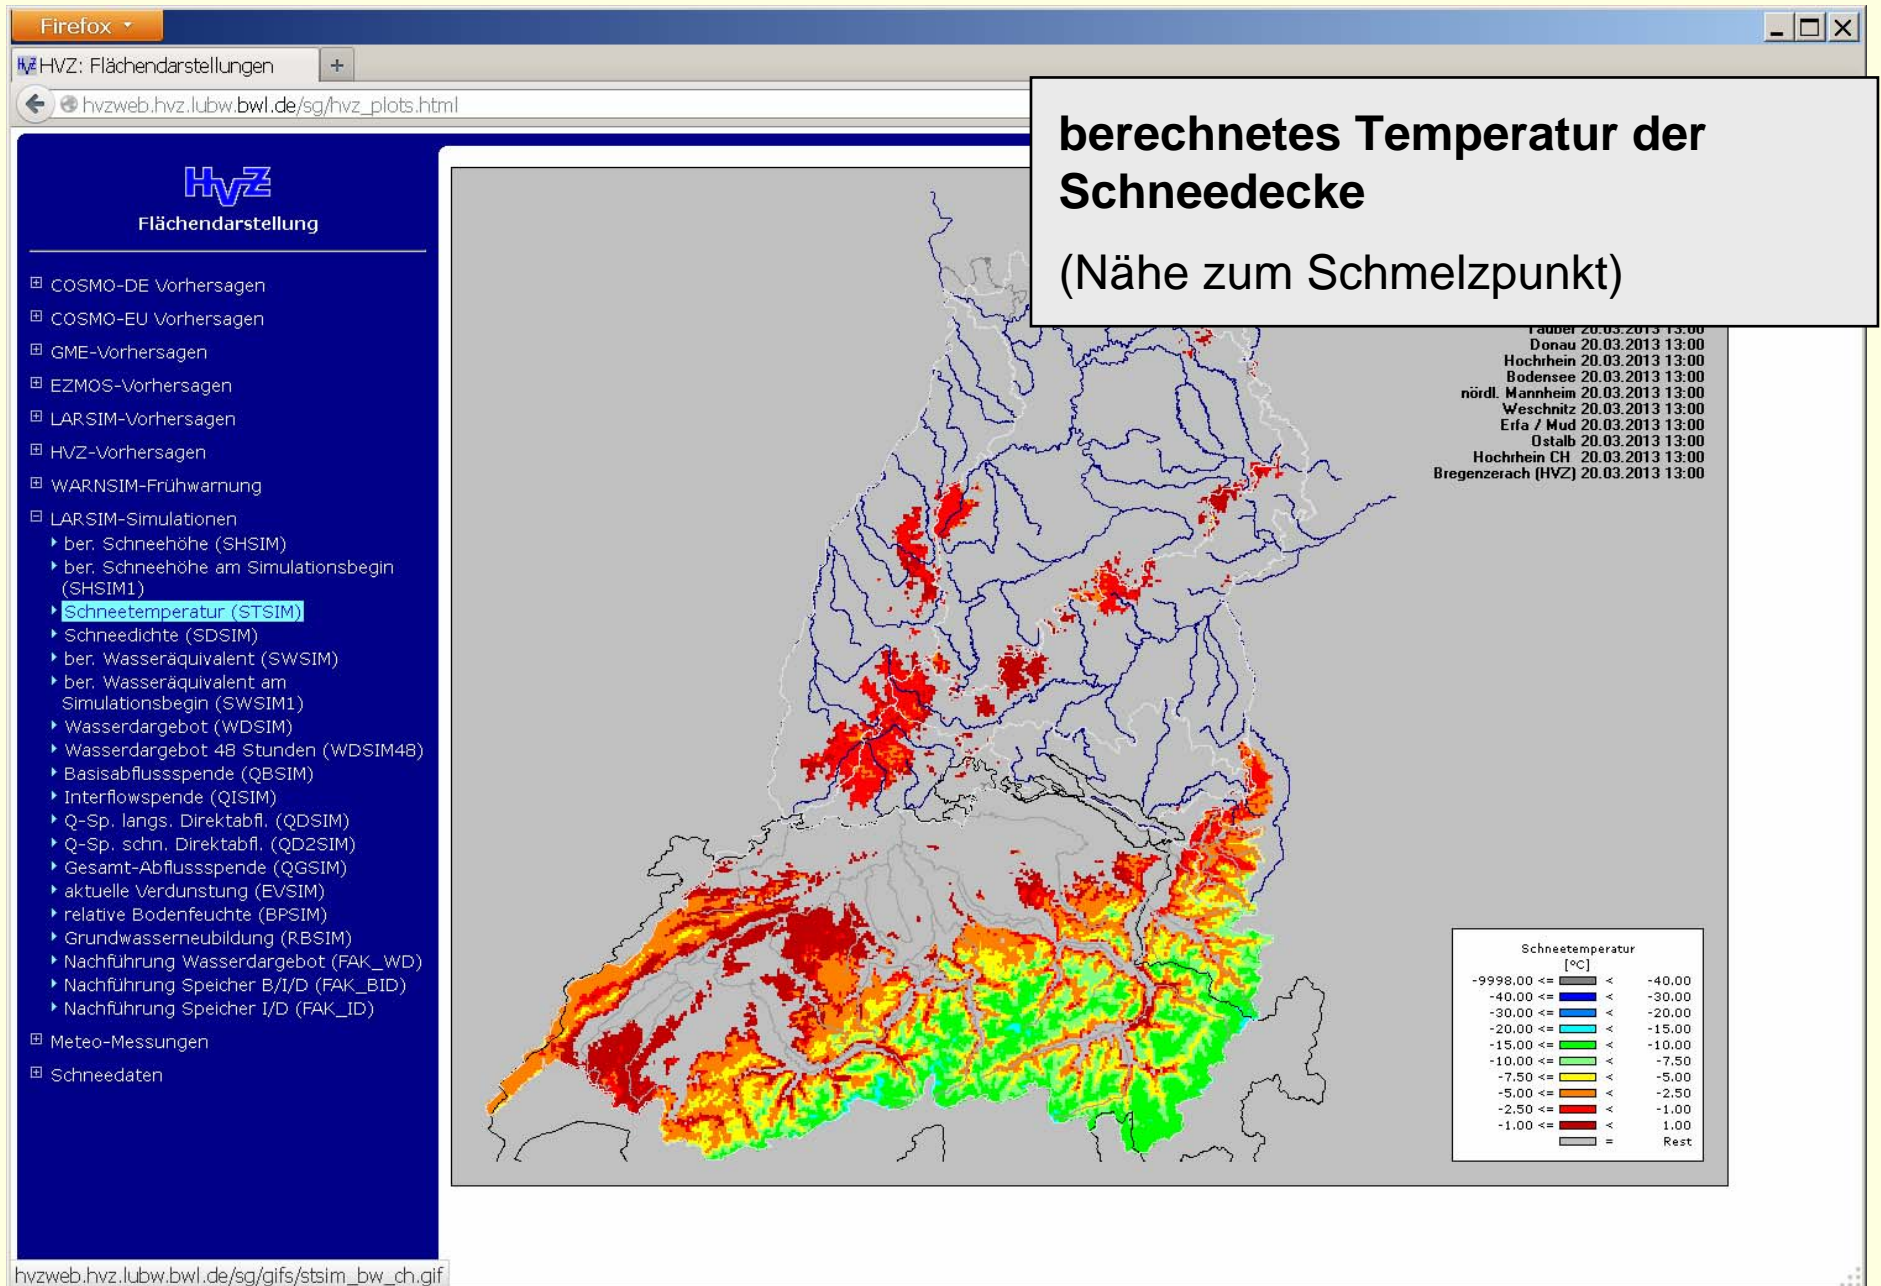 Firefox
HVZ: Flächendarstellungen
+
hvzweb.hvz.lubw.bwl.de/sg/hvz_plots.html
berechnetes Temperatur der
Schneedecke
(Nähe zum Schmelzpunkt)
HVZ
Flächendarstellung
COSMO-DE Vorhersagen
COSMO-EU Vorhersagen
GME-Vorhersagen
EZMOS-Vorhersagen
LARSIM-Vorhersagen
HVZ-Vorhersagen
WARNSIM-Frühwarnung
LARSIM-Simulationen
ber. Schneehöhe (SHSIM)
ber. Schneehöhe am Simulationsbegin
(SHSIM1)
Schneetemperatur (STSIM)
Schneedichte (SDSIM)
ber. Wasseräquivalent (SWSIM)
ber. Wasseräquivalent am
Simulationsbegin (SWSIM1)
Wasserdargebot (WDSIM)
Wasserdargebot 48 Stunden (WDSIM48)
Basisabflussspende (QBSIM)
Interflowspende (QISIM)
Q-Sp. langs. Direktabfl. (QDSIM)
Q-Sp. schn. Direktabfl. (QD2SIM)
Gesamt-Abflussspende (QGSIM)
aktuelle Verdunstung (EVSIM)
relative Bodenfeuchte (BPSIM)
Grundwasserneubildung (RBSIM)
Nachführung Wasserdargebot (FAK_WD)
Nachführung Speicher B/I/D (FAK_BID)
Nachführung Speicher I/D (FAK_ID)
Meteo-Messungen
Schneedaten
Tauber 20.03.2013 13:00
Donau 20.03.2013 13:00
Hochrhein 20.03.2013 13:00
Bodensee 20.03.2013 13:00
nördl. Mannheim 20.03.2013 13:00
Weschnitz 20.03.2013 13:00
Erfa / Mud 20.03.2013 13:00
Ostalb 20.03.2013 13:00
Hochrhein CH 20.03.2013 13:00
Bregenzerach (HVZ) 20.03.2013 13:00
Schneetemperatur
[°C]
-9998.00 <= < -40.00
-40.00 <= < -30.00
-30.00 <= < -20.00
-20.00 <= < -15.00
-15.00 <= < -10.00
-10.00 <= < -7.50
-7.50 <= < -5.00
-5.00 <= < -2.50
-2.50 <= < -1.00
-1.00 <= < 1.00
= Rest
hvzweb.hvz.lubw.bwl.de/sg/gifs/stsim_bw_ch.gif